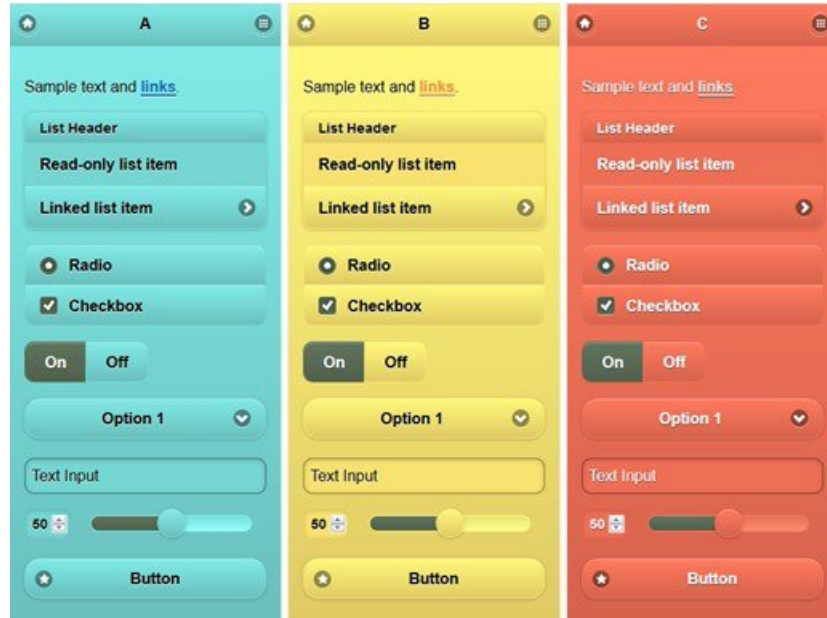 A
Sample text and links.
List Header
Read-only list item
Linked list item
Radio
Checkbox
On Off
Option 1
Text Input
50
Button
B
Sample text and links.
List Header
Read-only list item
Linked list item
Radio
Checkbox
On Off
Option 1
Text Input
50
Button
C
Sample text and links.
List Header
Read-only list item
Linked list item
Radio
Checkbox
On Off
Option 1
Text Input
50
Button